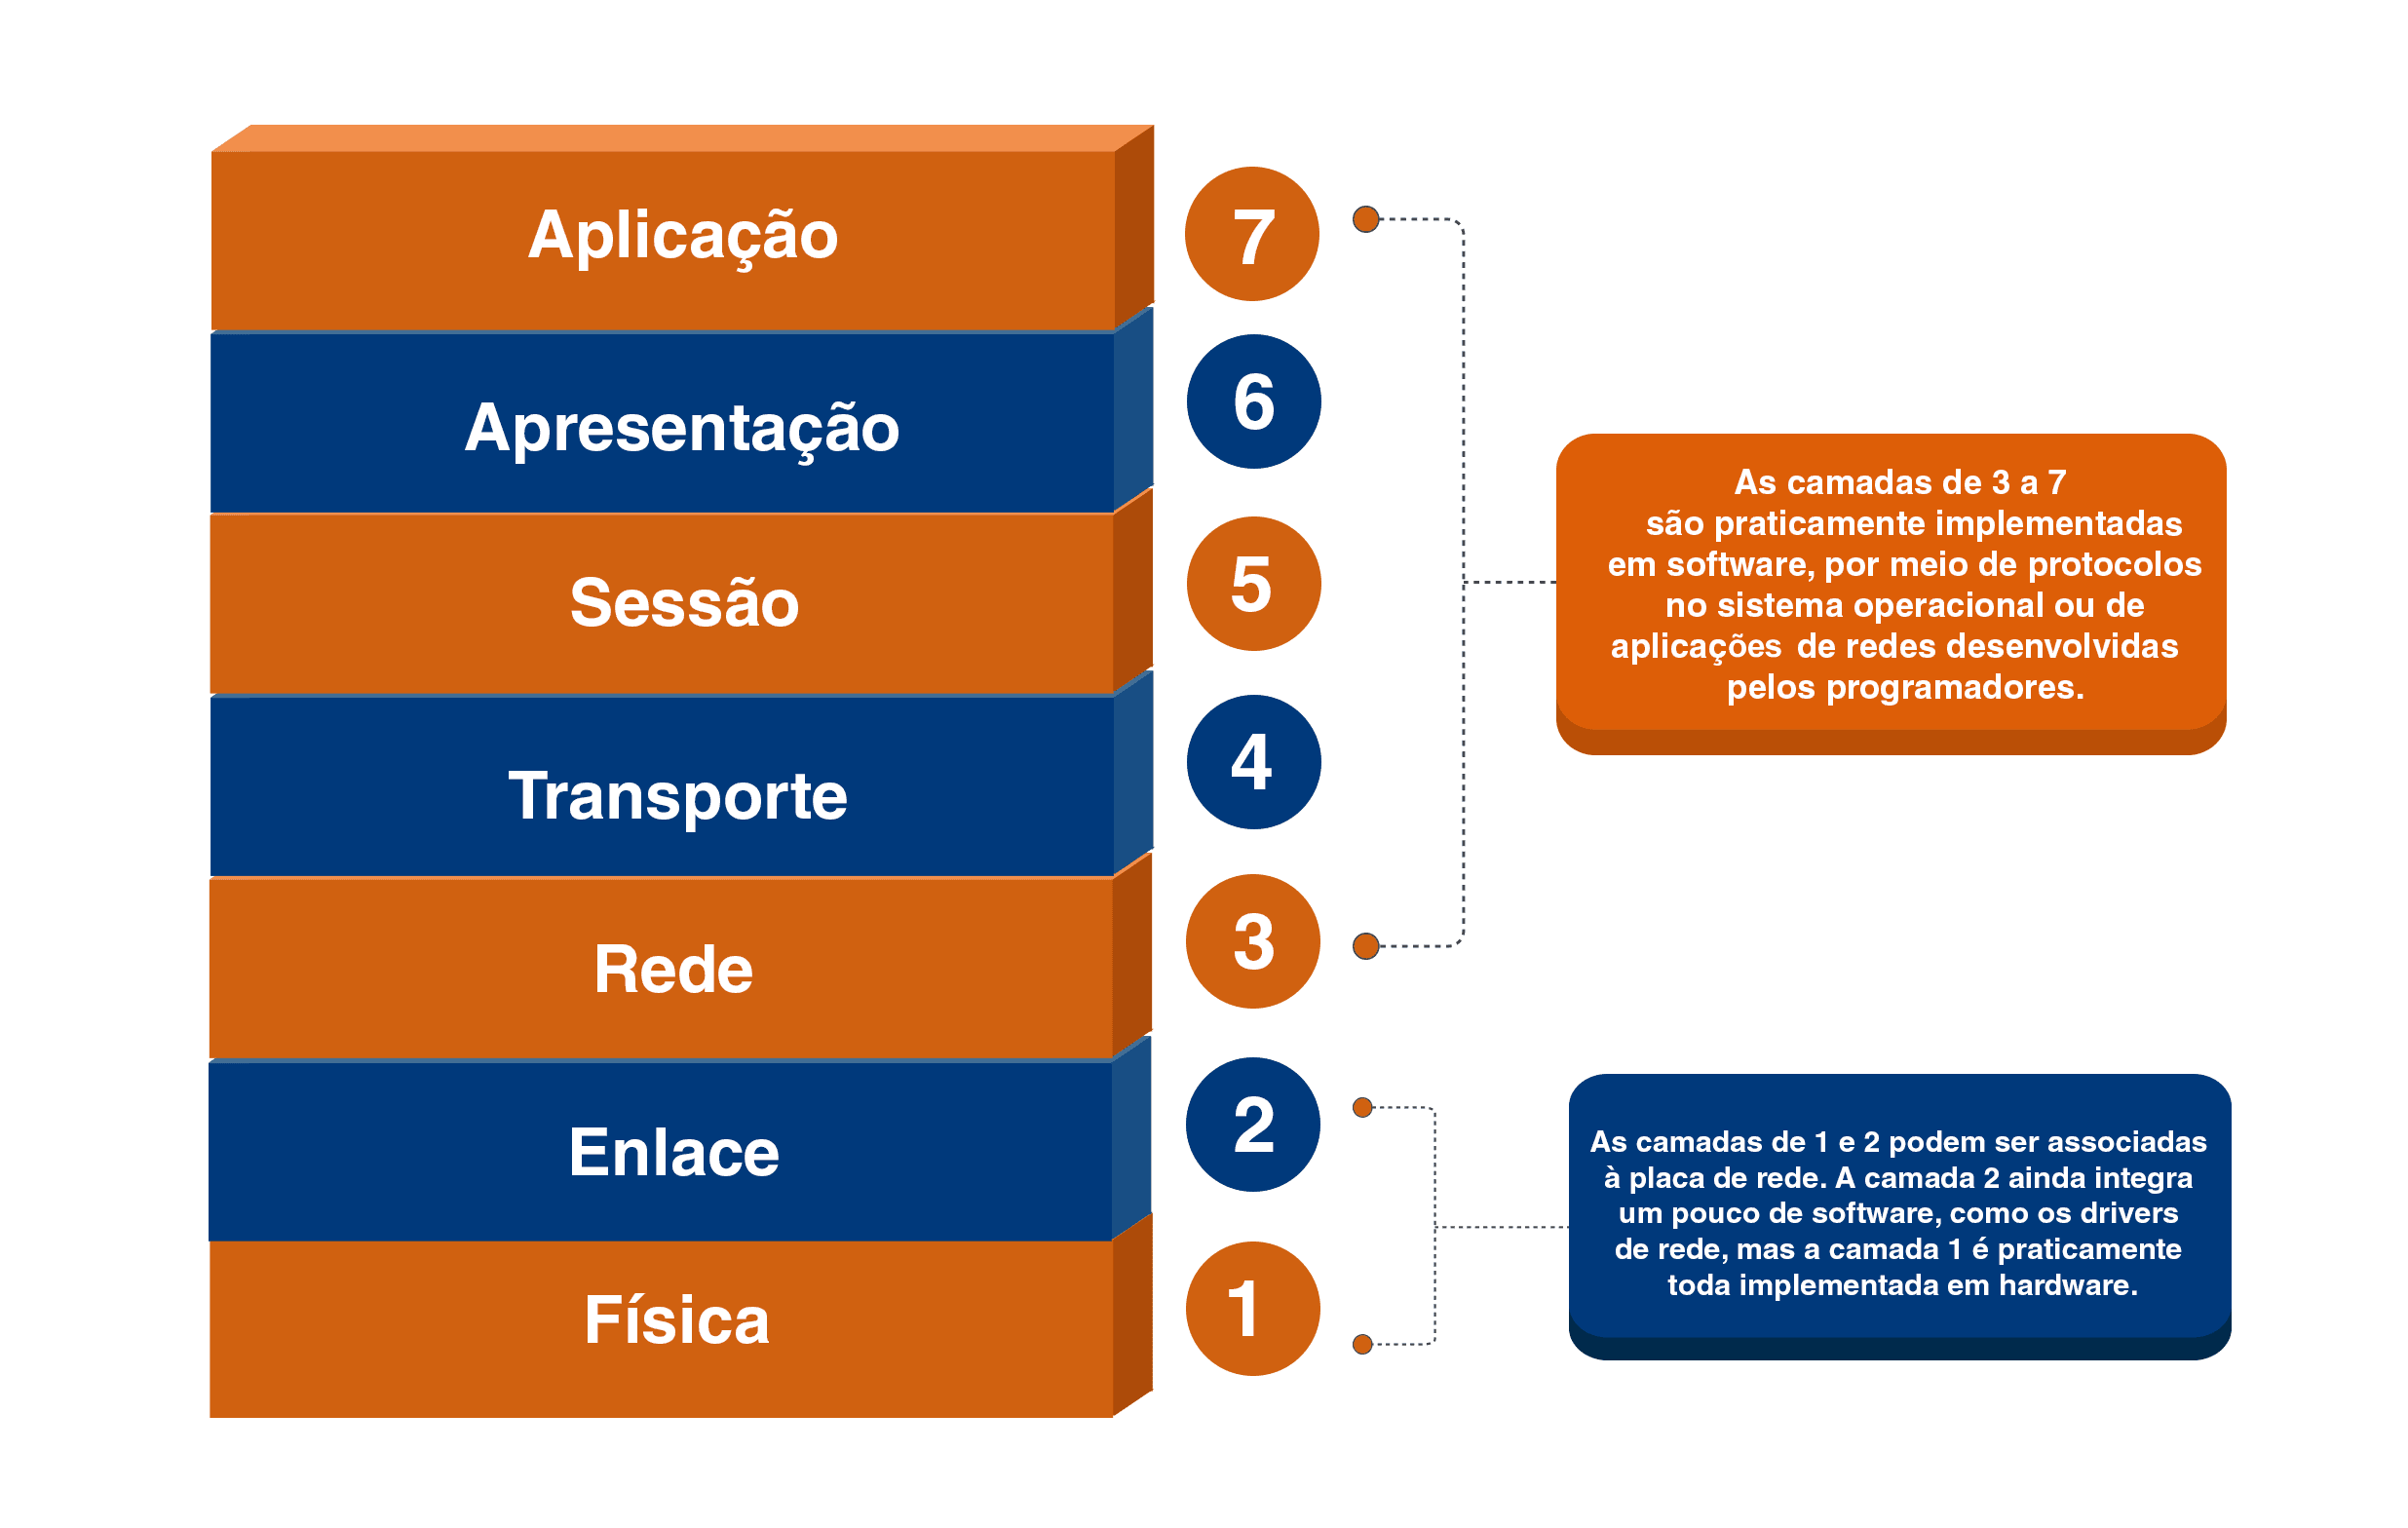 Aplicação
7
Apresentação
6
Sessão
5
Transporte
4
Rede
3
Enlace
2
Física
1
As camadas de 3 a 7
são praticamente implementadas
em software, por meio de protocolos
no sistema operacional ou de
aplicações de redes desenvolvidas
pelos programadores.
As camadas de 1 e 2 podem ser associadas
à placa de rede. A camada 2 ainda integra
um pouco de software, como os drivers
de rede, mas a camada 1 é praticamente
toda implementada em hardware.